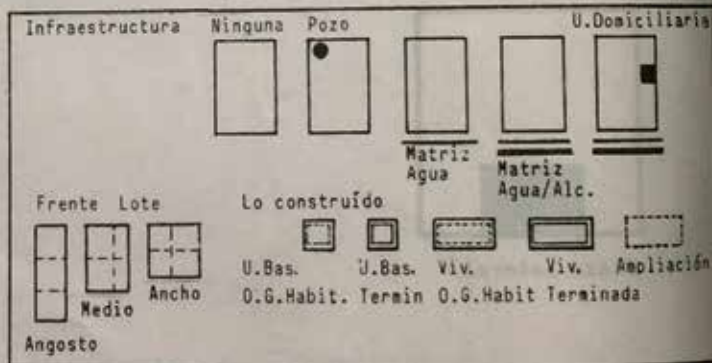 Infraestructura Ninguna Pozo U.Domiciliaria
Matriz Agua
Matriz Agua/Alc.
Frente Lote
Angosto
Medio
Ancho
Lo construído
U.Bas. U.Bas. Viv. Viv. Ampliación
O.G.Habit. Termin O.G.Habit Terminada